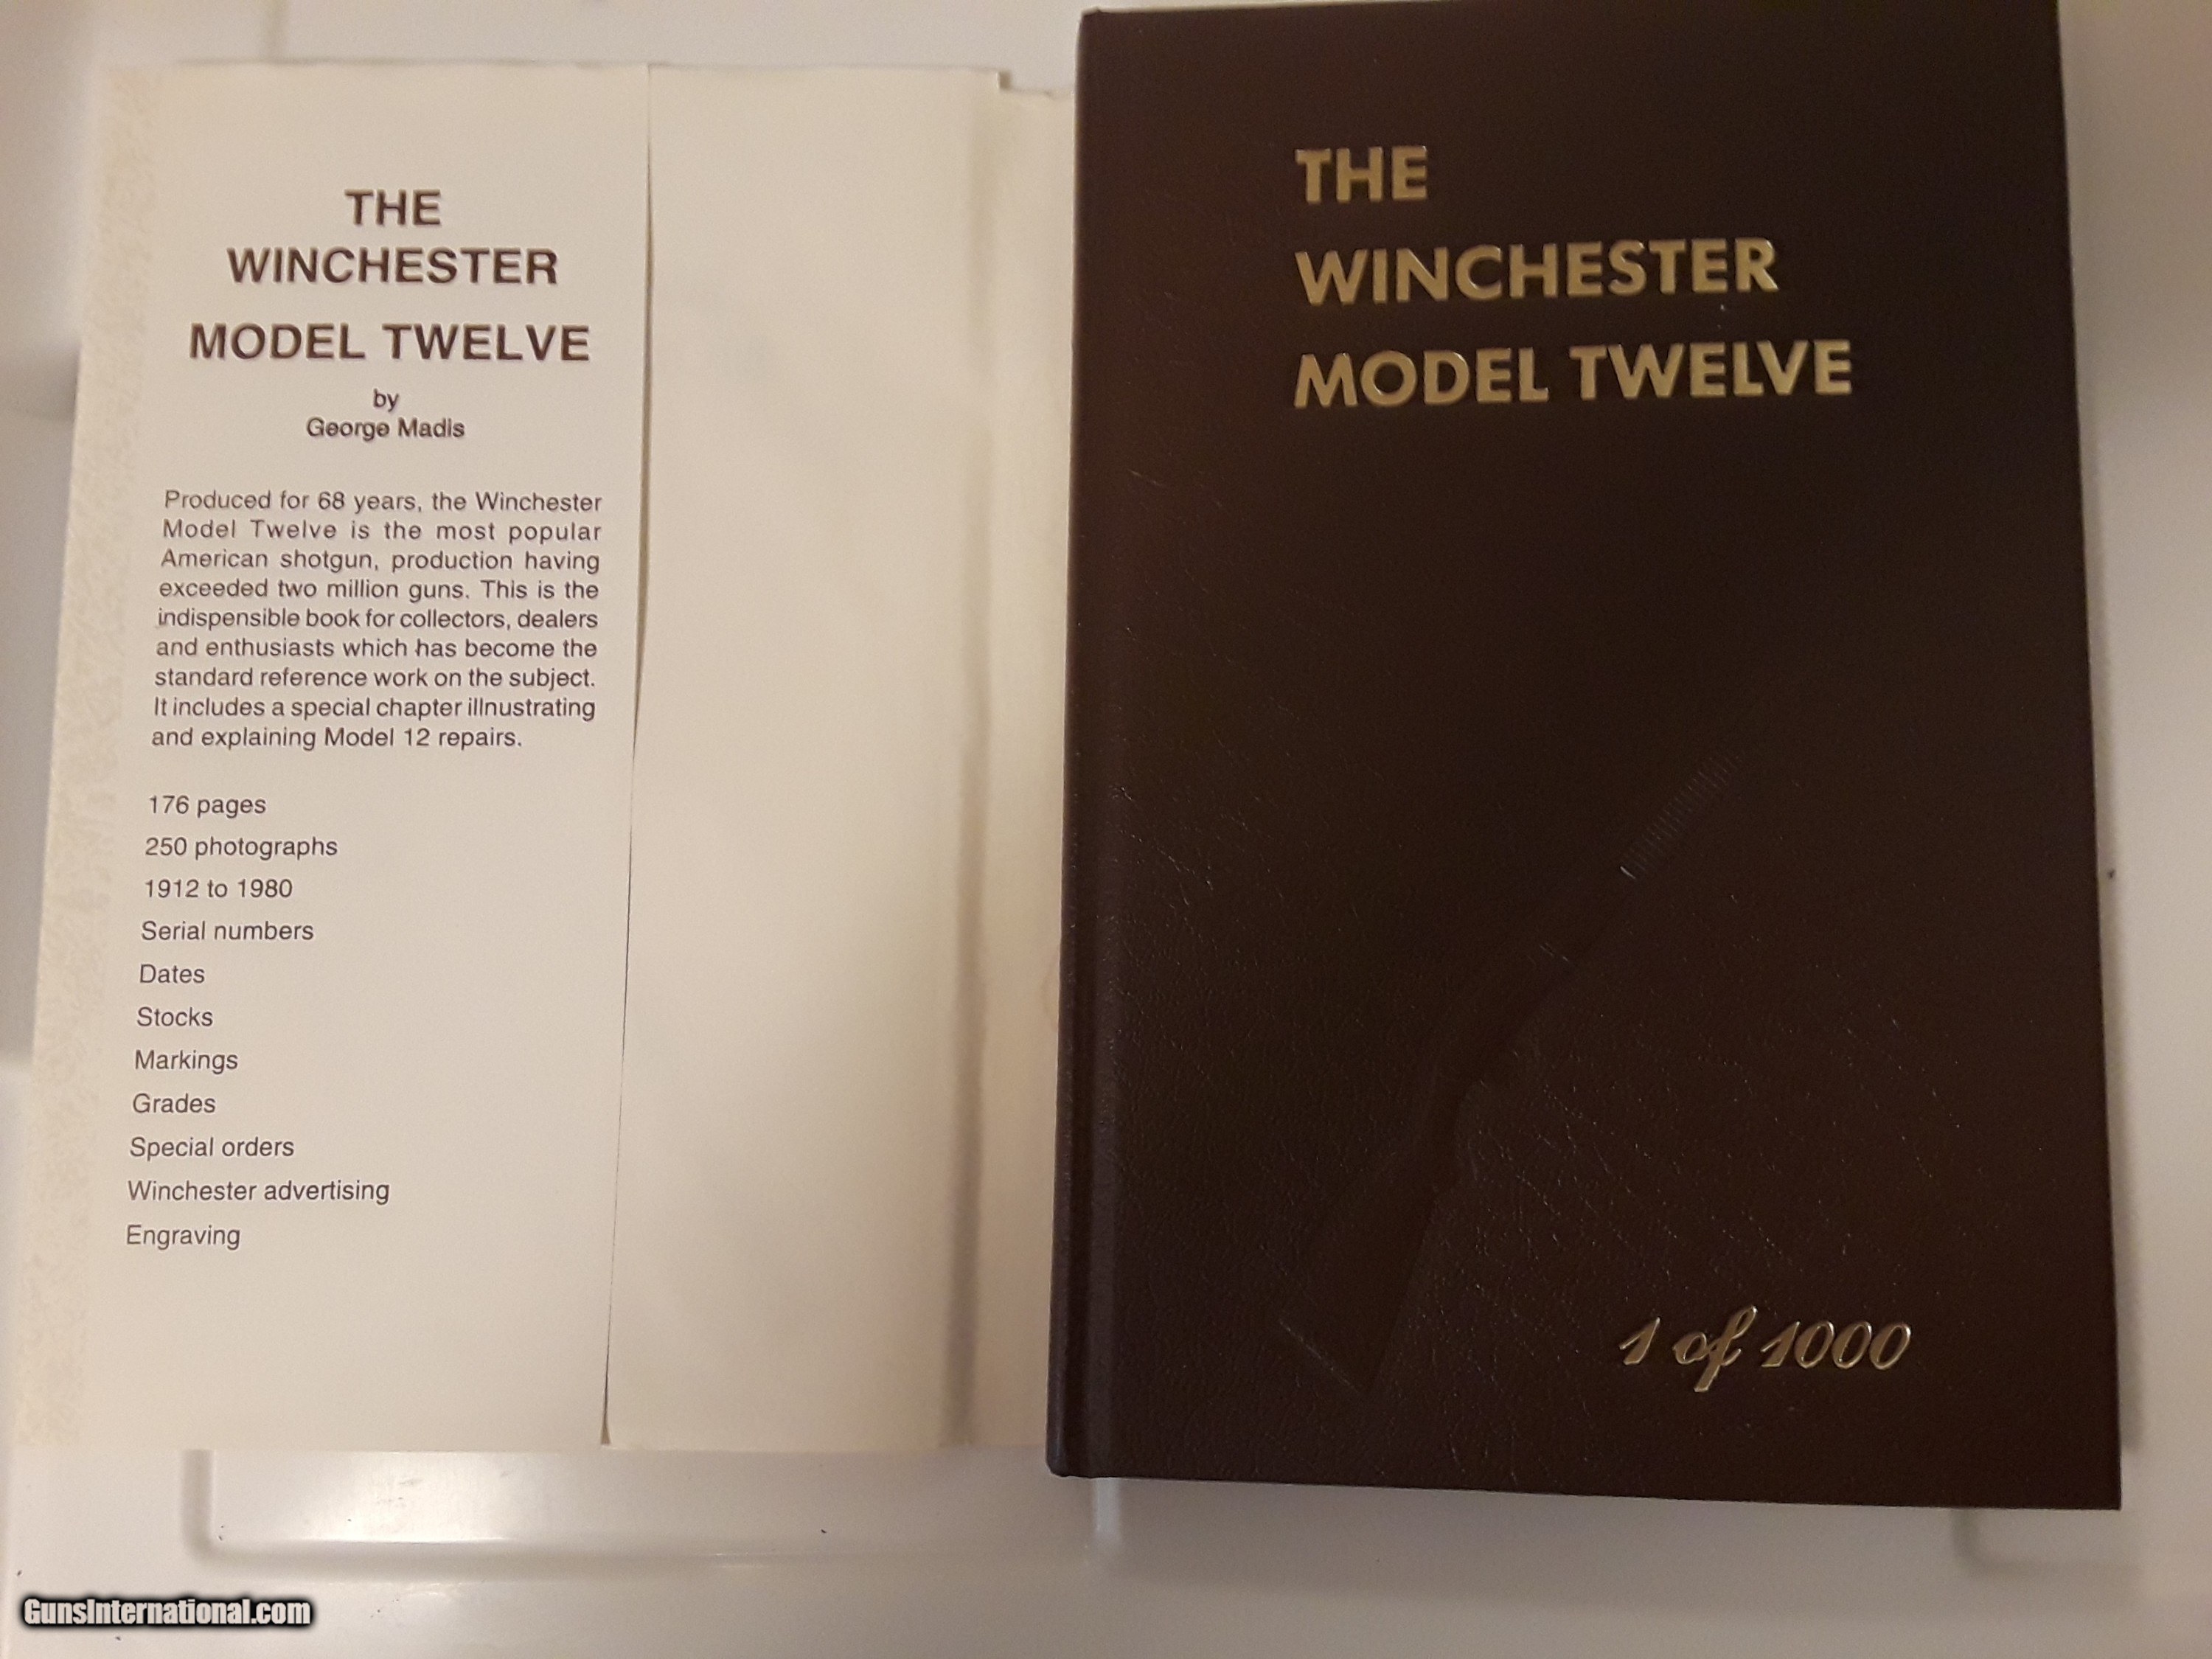 THE
WINCHESTER
MODEL TWELVE
by
George Madis
Produced for 68 years, the Winchester
Model Twelve is the most popular
American shotgun, production having
exceeded two million guns. This is the
indispensible book for collectors, dealers
and enthusiasts which has become the
standard reference work on the subject.
It includes a special chapter illnustrating
and explaining Model 12 repairs.
176 pages
250 photographs
1912 to 1980
Serial numbers
Dates
Stocks
Markings
Grades
Special orders
Winchester advertising
Engraving
THE
WINCHESTER
MODEL TWELVE
1 of 1000
GunsInternational.com